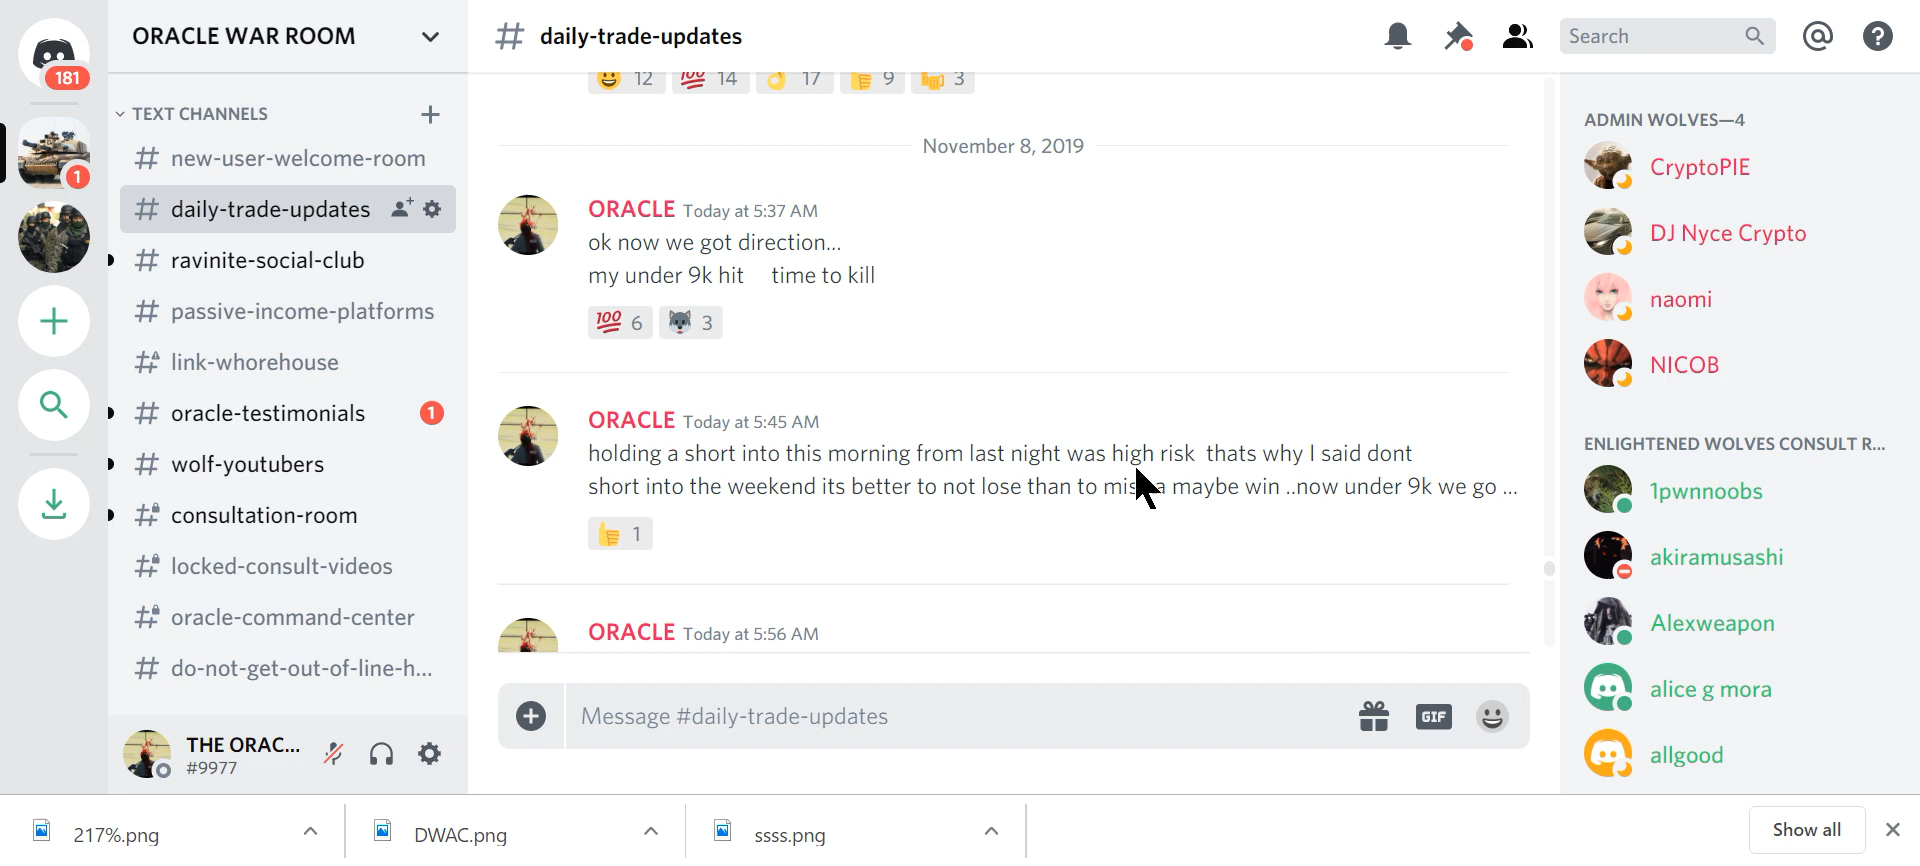 181
1
ORACLE WAR ROOM
TEXT CHANNELS
new-user-welcome-room
daily-trade-updates
ravinite-social-club
passive-income-platforms
link-whorehouse
oracle-testimonials 1
wolf-youtubers
consultation-room
locked-consult-videos
oracle-command-center
do-not-get-out-of-line-h...
THE ORAC...
#9977
# daily-trade-updates
Search
12 100 14 17 9 3
November 8, 2019
ORACLE Today at 5:37 AM
ok now we got direction...
my under 9k hit time to kill
100 6 3
ORACLE Today at 5:45 AM
holding a short into this morning from last night was high risk thats why I said dont
short into the weekend its better to not lose than to a maybe win ..now under 9k we go ...
1
ORACLE Today at 5:56 AM
Message #daily-trade-updates
GIF
ADMIN WOLVES—4
CryptoPIE
DJ Nyce Crypto
naomi
NICOB
ENLIGHTENED WOLVES CONSULT R...
1pwnnoobs
akiramusashi
Alexweapon
alice g mora
allgood
217%.png
DWAC.png
ssss.png
Show all